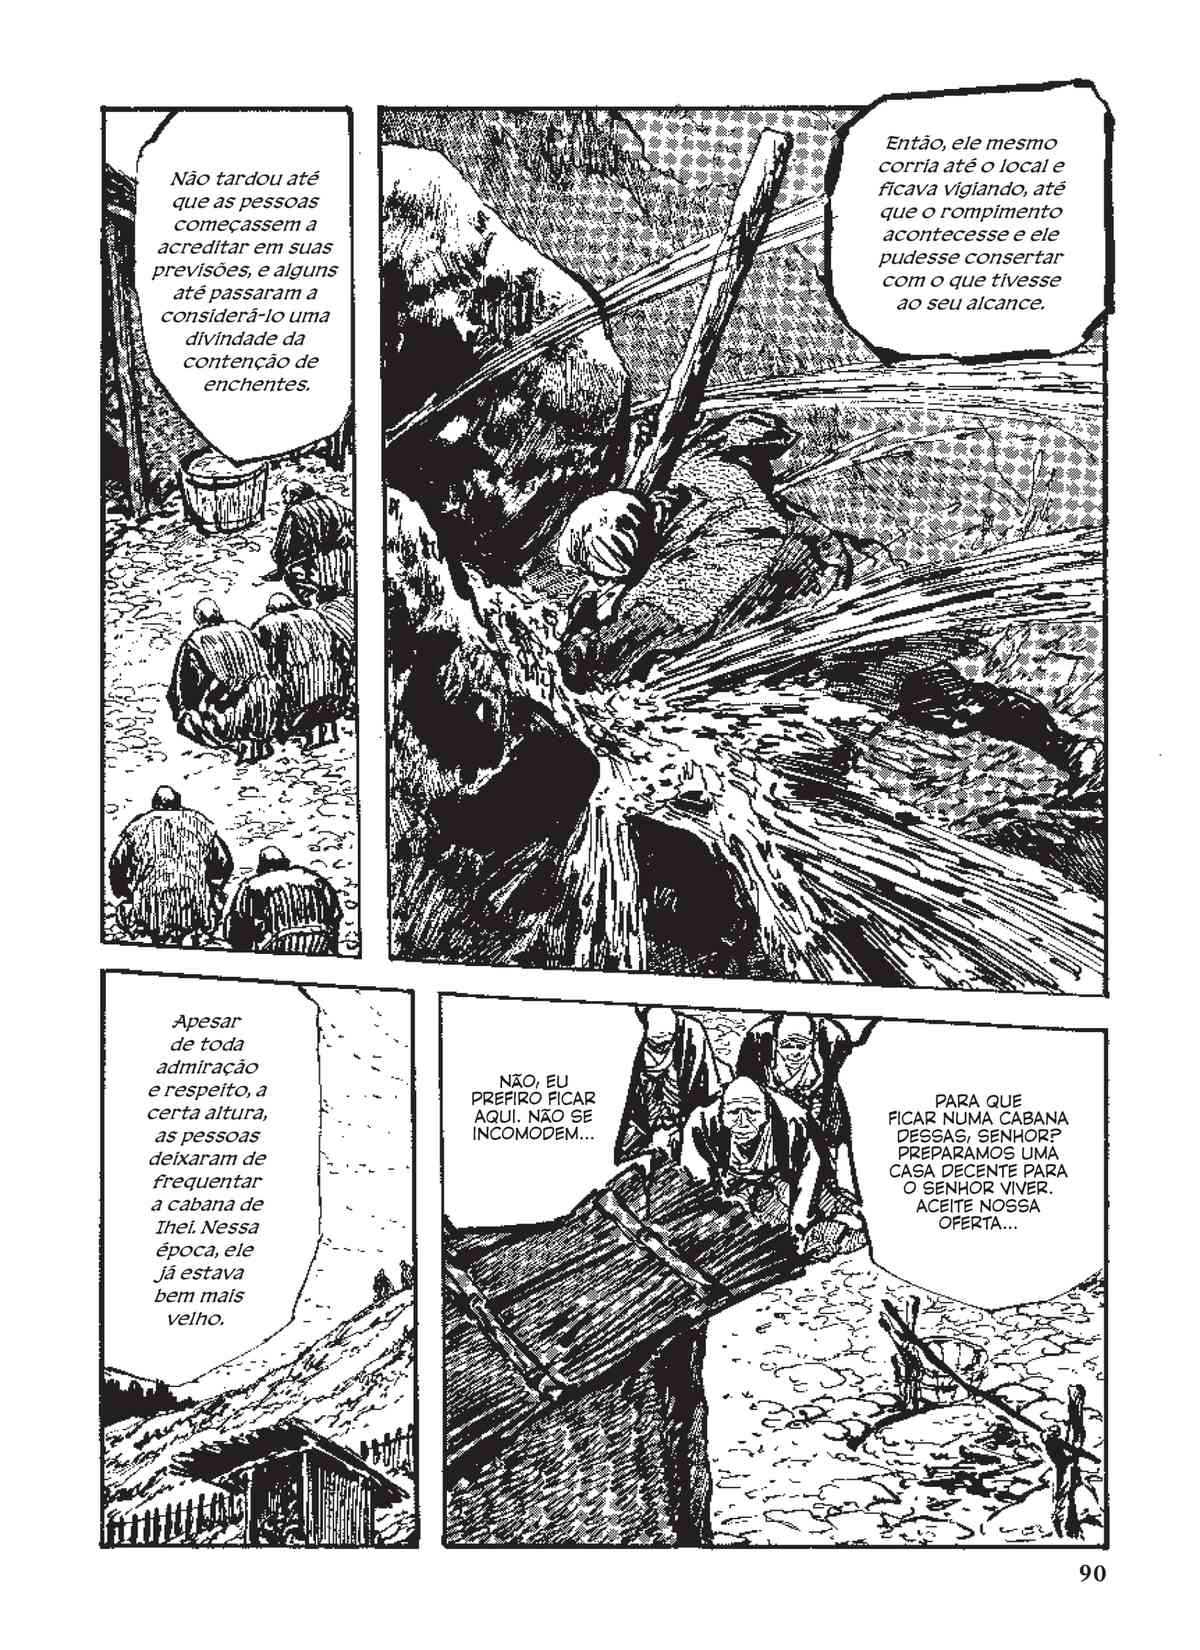 Então, ele mesmo
corria até o local e
ficava vigiando, até
que o rompimento
acontecesse e ele
pudesse consertar
com o que tivesse
ao seu alcance.
Não tardou até
que as pessoas
começassem a
acreditar em suas
previsões, e alguns
até passaram a
considerá-lo uma
divindade da
contenção de
enchentes.
PARA QUE
FICAR NUMA CABANA
DESSAS, SENHOR?
PREPARAMOS UMA
CASA DECENTE PARA
O SENHOR VIVER.
ACEITE NOSSA
OFERTA...
NÃO, EU
PREFIRO FICAR
AQUI. NÃO SE
INCOMODEM...
Apesar
de toda
admiração
e respeito, a
certa altura,
as pessoas
deixaram de
frequentar
a cabana de
Ihei. Nessa
época, ele
já estava
bem mais
velho.
90